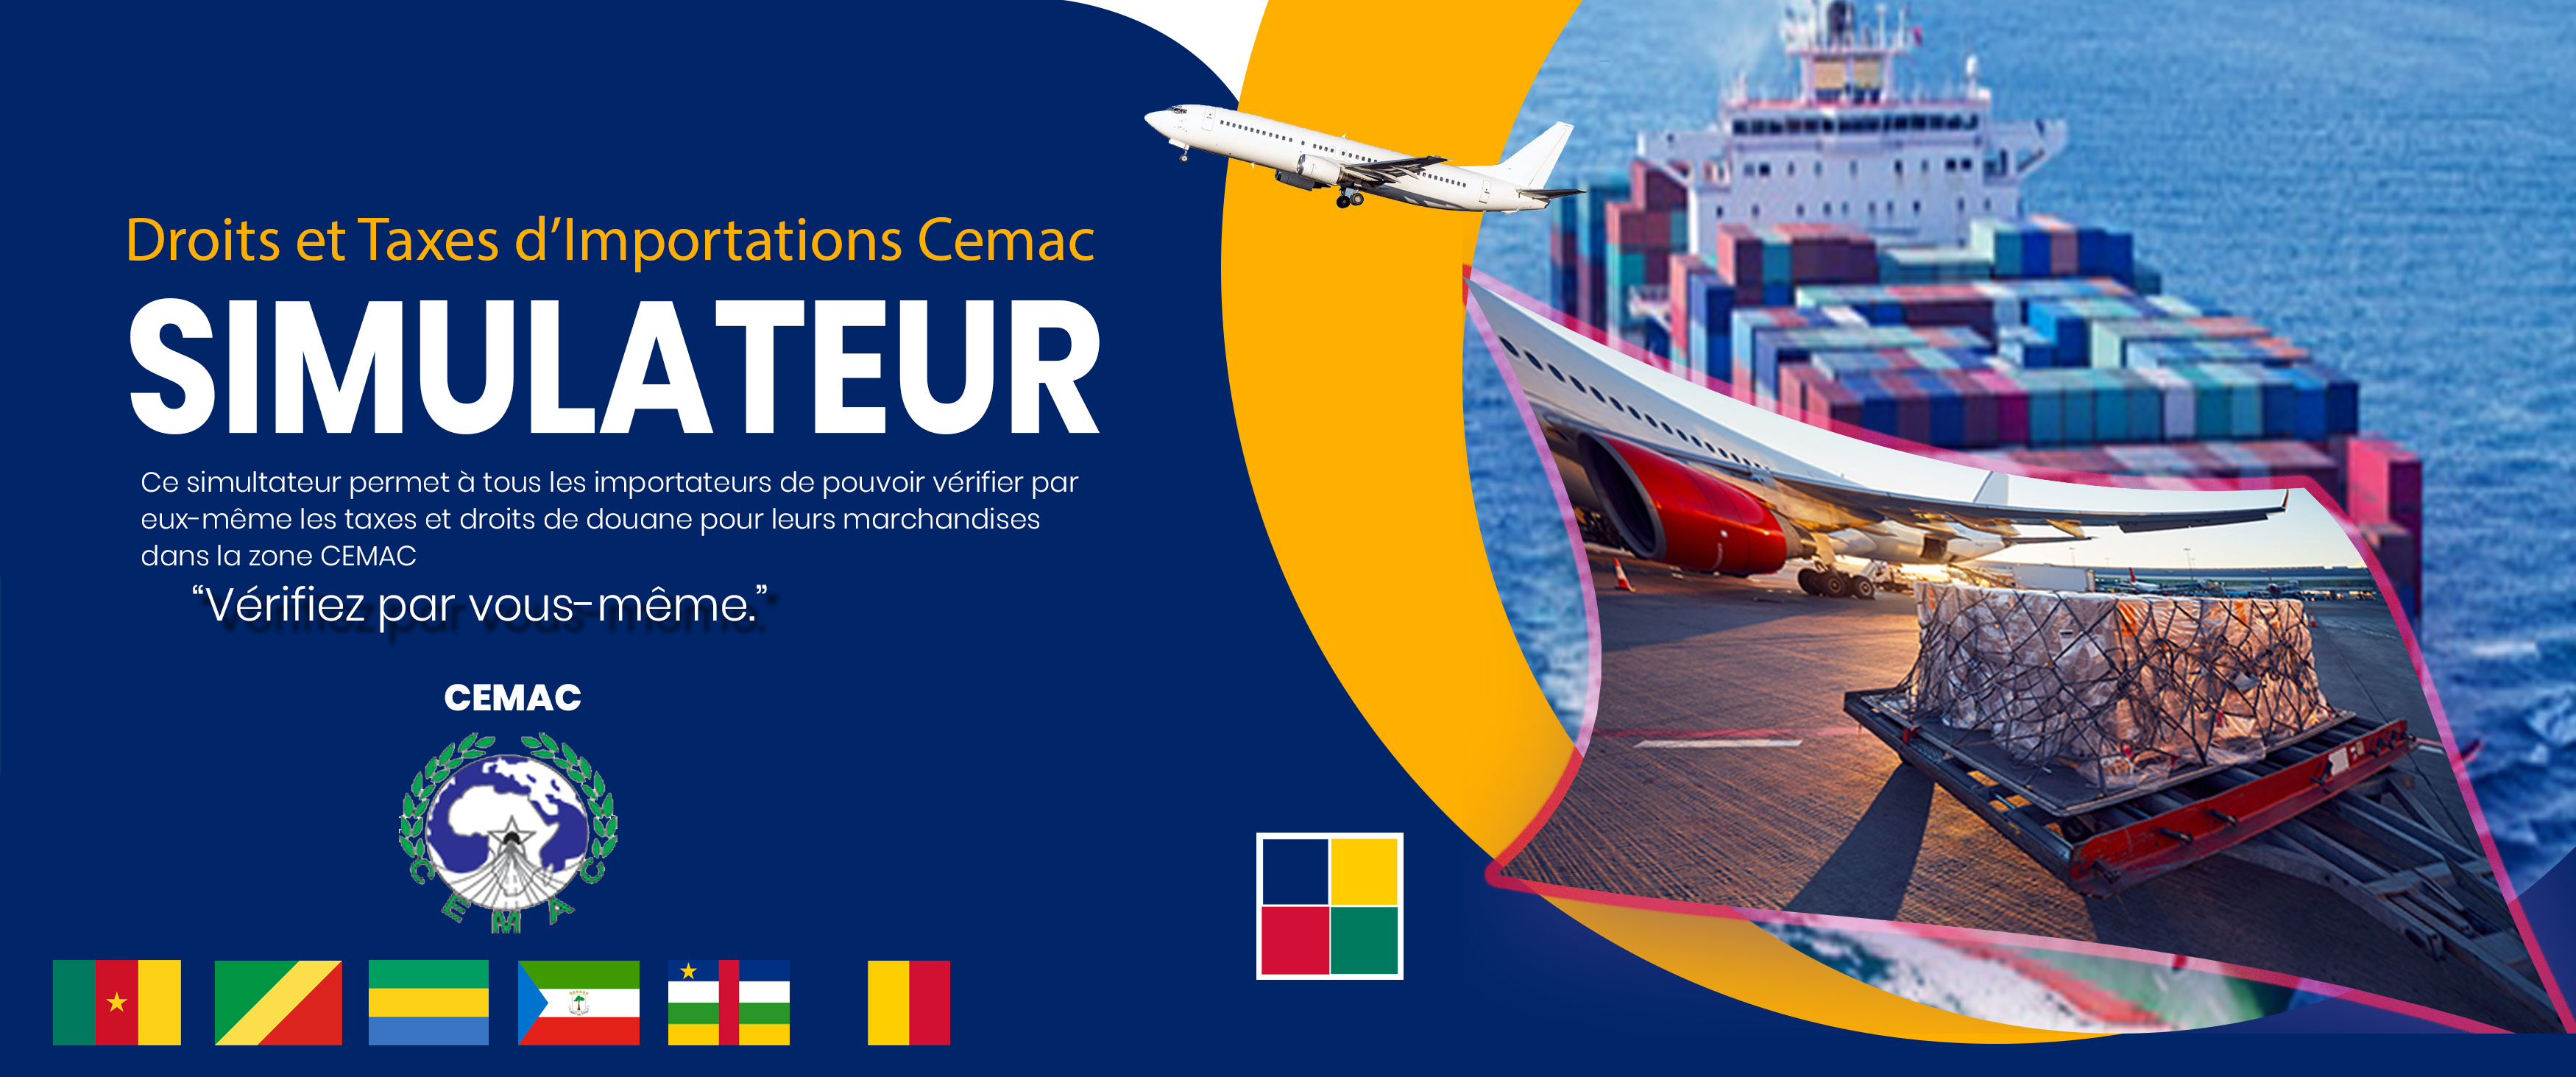 Droits et Taxes d’Importations Cemac
SIMULATEUR
Ce simultateur permet à tous les importateurs de pouvoir vérifier par
eux-même les taxes et droits de douane pour leurs marchandises
dans la zone CEMAC
“Vérifiez par vous-même.”
CEMAC
CEMAC